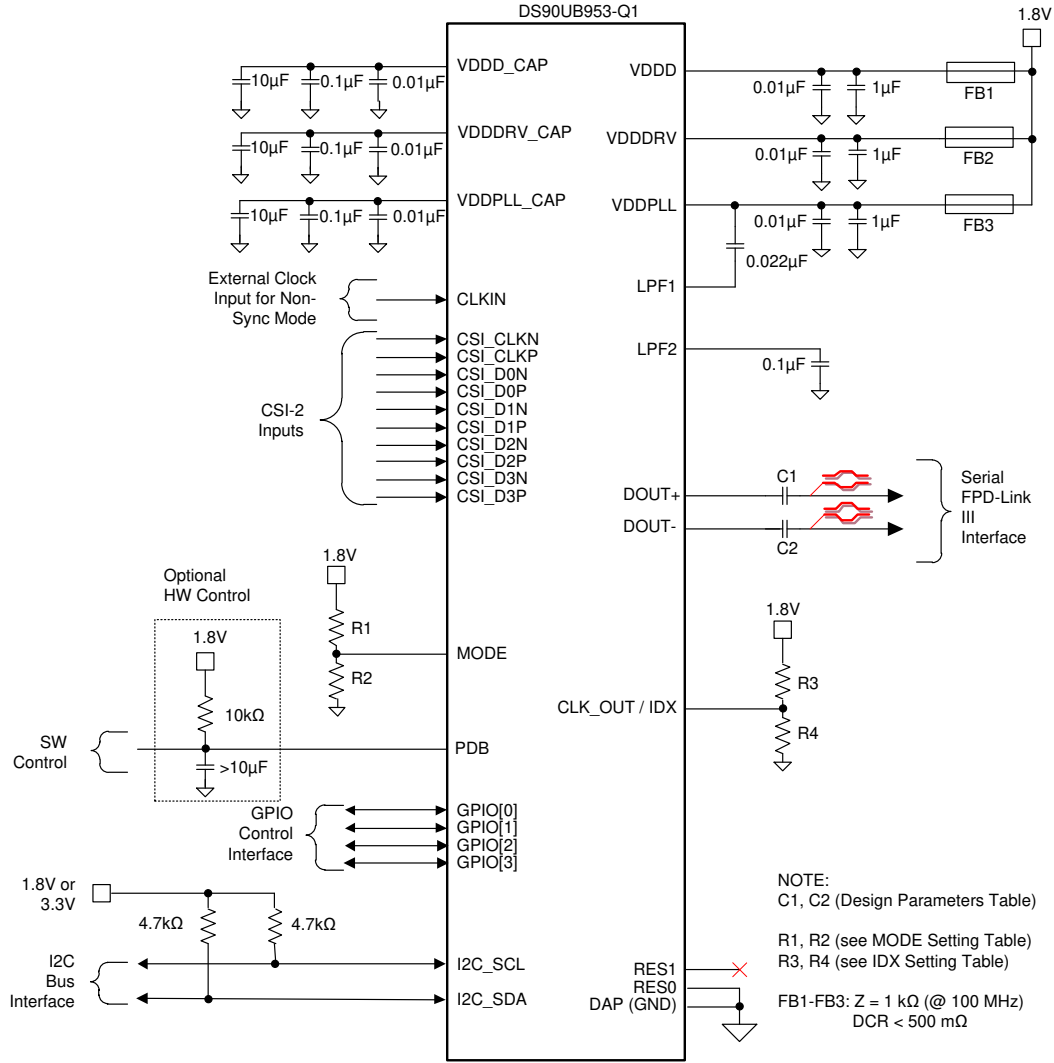 DS90UB953-Q1
1.8V
VDDD_CAP
10µF
0.1µF
0.01µF
VDDDRV_CAP
10µF
0.1µF
0.01µF
VDDPLL_CAP
10µF
0.1µF
0.01µF
VDDD
0.01µF
1µF
FB1
VDDDRV
0.01µF
1µF
FB2
VDDPLL
0.01µF
1µF
FB3
0.022µF
LPF1
LPF2
0.1µF
External Clock
Input for Non-
Sync Mode
CLKIN
CSI-2
Inputs
CSI_CLKN
CSI_CLKP
CSI_D0N
CSI_D0P
CSI_D1N
CSI_D1P
CSI_D2N
CSI_D2P
CSI_D3N
CSI_D3P
DOUT+
DOUT-
C1
C2
Serial
FPD-Link
III
Interface
1.8V
R1
R2
MODE
Optional
HW Control
1.8V
10kΩ
>10µF
SW
Control
PDB
1.8V
R3
R4
CLK_OUT / IDX
GPIO
Control
Interface
GPIO[0]
GPIO[1]
GPIO[2]
GPIO[3]
1.8V or
3.3V
4.7kΩ
4.7kΩ
I2C
Bus
Interface
I2C_SCL
I2C_SDA
RES1
RES0
DAP (GND)
NOTE:
C1, C2 (Design Parameters Table)
R1, R2 (see MODE Setting Table)
R3, R4 (see IDX Setting Table)
FB1-FB3: Z = 1 kΩ (@ 100 MHz)
DCR < 500 mΩ